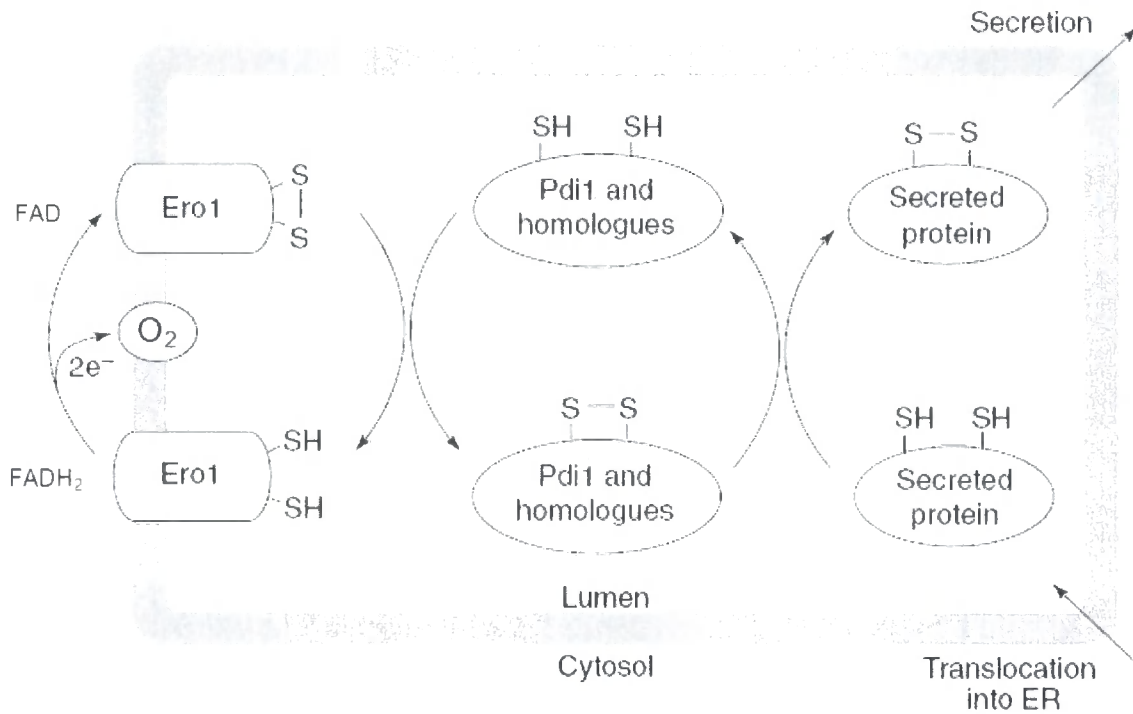 Secretion
SH SH
S S
Pdi1 and
homologues
Secreted
protein
FAD
Ero1
S
S
O₂
2e⁻
S S
SH SH
FADH₂
Ero1
SH
SH
Pdi1 and
homologues
Secreted
protein
Lumen
Cytosol
Translocation
into ER